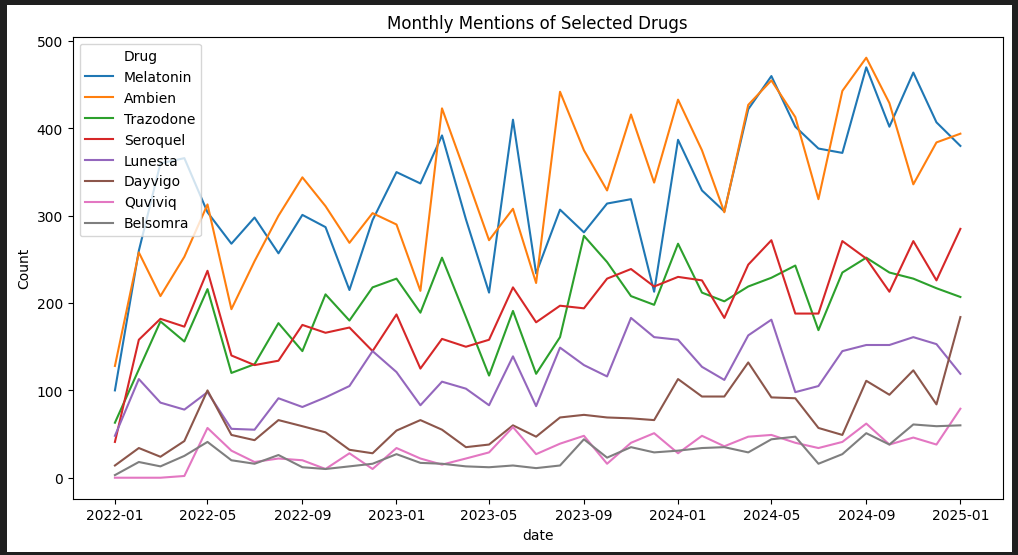 Monthly Mentions of Selected Drugs
500
400
300
200
100
0
Count
Drug
Melatonin
Ambien
Trazodone
Seroquel
Lunesta
Dayvigo
Quviviq
Belsomra
2022-01 2022-05 2022-09 2023-01 2023-05 2023-09 2024-01 2024-05 2024-09 2025-01
date